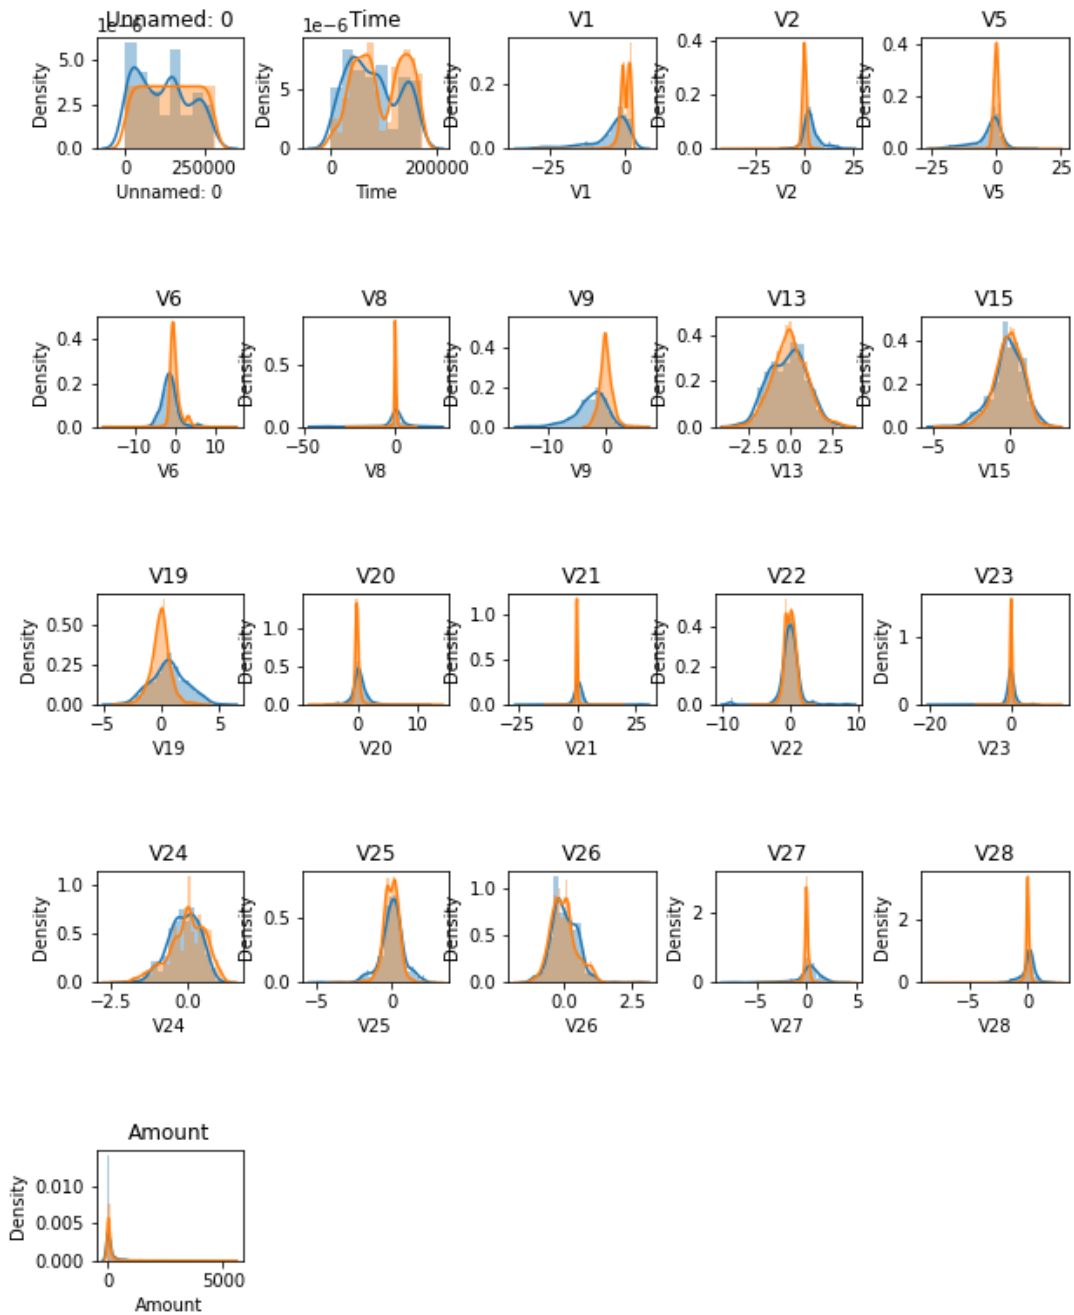 1e−6 Unnamed: 0 1e−6 Time V1 V2 V5
Density 5.0 2.5 0.0 0 250000 Unnamed: 0
Density 5 0 0 200000 Time
Density 0.2 0.0 −25 0 V1
Density 0.4 0.2 0.0 −25 0 25 V2
Density 0.4 0.2 0.0 −25 0 25 V5
V6 V8 V9 V13 V15
Density 0.4 0.2 0.0 −10 0 10 V6
Density 0.5 0.0 −50 0 V8
Density 0.4 0.2 0.0 −10 0 V9
Density 0.4 0.2 0.0 −2.5 0.0 2.5 V13
Density 0.4 0.2 0.0 −5 0 V15
V19 V20 V21 V22 V23
Density 0.50 0.25 0.00 −5 0 5 V19
Density 1.0 0.5 0.0 0 10 V20
Density 1.0 0.5 0.0 −25 0 25 V21
Density 0.4 0.2 0.0 −10 0 10 V22
Density 1 0 −20 0 V23
V24 V25 V26 V27 V28
Density 1.0 0.5 0.0 −2.5 0.0 V24
Density 0.5 0.0 −5 0 V25
Density 1.0 0.5 0.0 0.0 2.5 V26
Density 2 0 −5 0 5 V27
Density 2 0 −5 0 V28
Amount
Density 0.010 0.005 0.000 0 5000
Amount